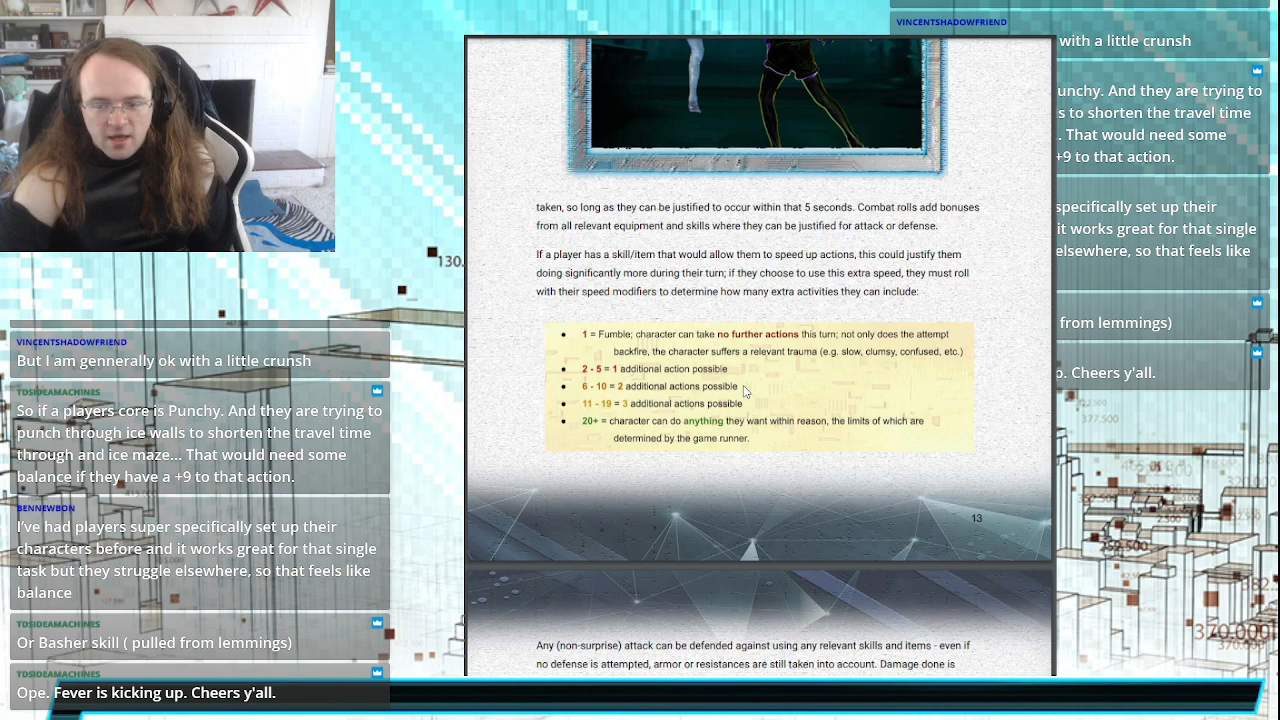 VINCENTSHADOWFRIEND
But I am gennerally ok with a little crunsh
TDSIDEAMACHINES
So if a players core is Punchy. And they are trying to
punch through ice walls to shorten the travel time
through and ice maze... That would need some
balance if they have a +9 to that action.
BENNEWBON
I've had players super specifically set up their
characters before and it works great for that single
task but they struggle elsewhere, so that feels like
balance
TDSIDEAMACHINES
Or Basher skill ( pulled from lemmings)
TDSIDEAMACHINES
Ope. Fever is kicking up. Cheers y'all.
130.
taken, so long as they can be justified to occur within that 5 seconds. Combat rolls add bonuses
from all relevant equipment and skills where they can be justified for attack or defense.
If a player has a skill/item that would allow them to speed up actions, this could justify them
doing significantly more during their turn; if they choose to use this extra speed, they must roll
with their speed modifiers to determine how many extra activities they can include:
• 1 = Fumble; character can take no further actions this turn; not only does the attempt
backfire, the character suffers a relevant trauma (e.g. slow, clumsy, confused, etc.)
• 2 - 5 = 1 additional action possible
• 6 - 10 = 2 additional actions possible
• 11 - 19 = 3 additional actions possible
• 20+ = character can do anything they want within reason, the limits of which are
determined by the game runner.
13
Any (non-surprise) attack can be defended against using any relevant skills and items - even if
no defense is attempted, armor or resistances are still taken into account. Damage done is
VINCENTSHADOWFRIEND
with a little crunsh
unchy. And they are trying to
s to shorten the travel time
. That would need some
+9 to that action.
specifically set up their
it works great for that single
elsewhere, so that feels like
from lemmings)
o. Cheers y'all.
377.500
370.000